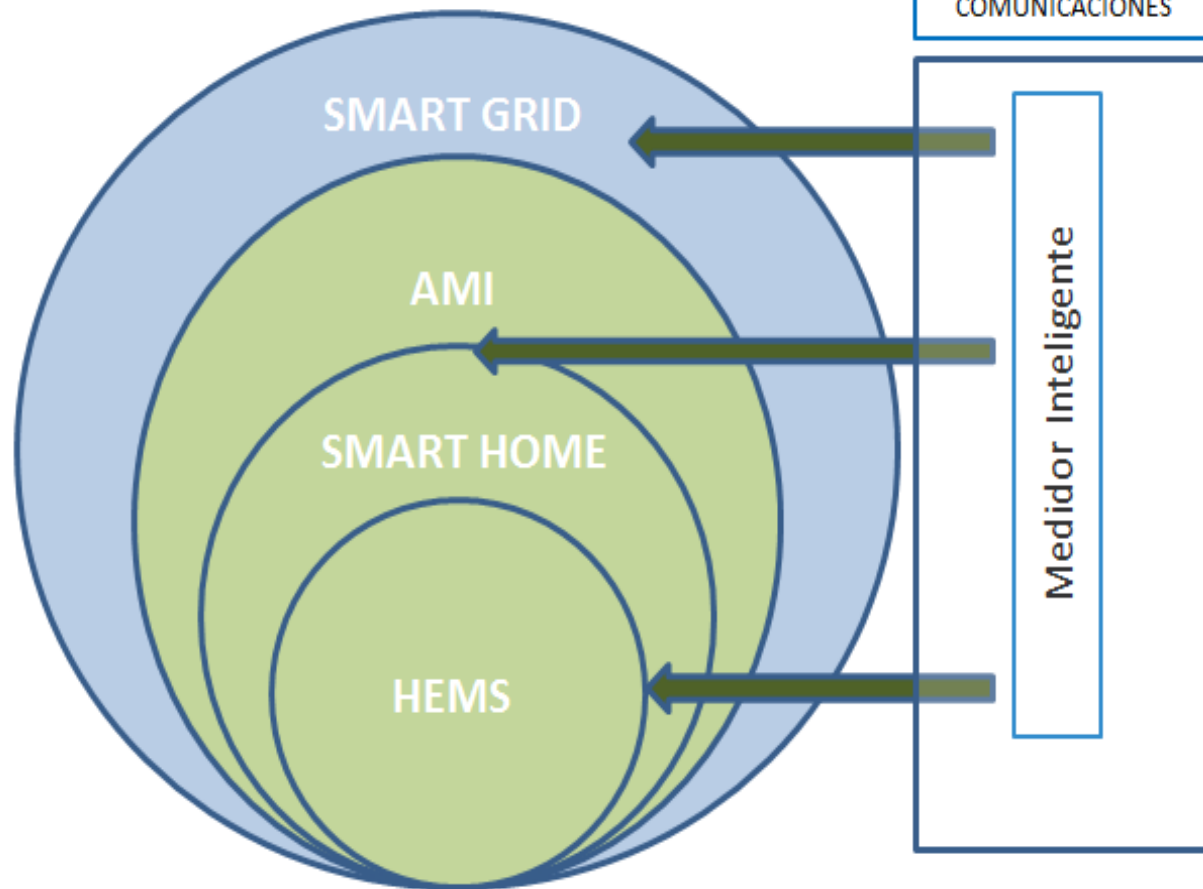 COMUNICACIONES
SMART GRID
AMI
SMART HOME
HEMS
Medidor Inteligente